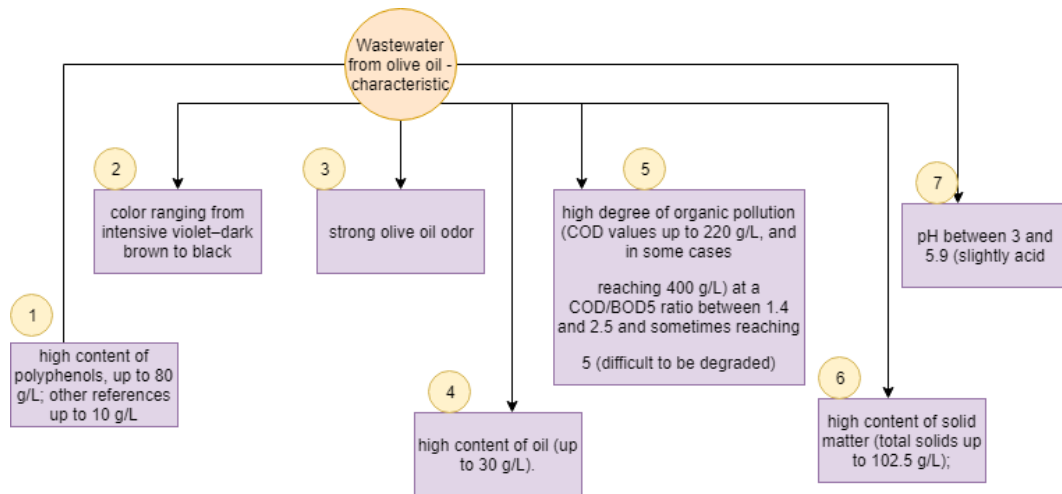 Wastewater
from olive oil -
characteristic
1
high content of
polyphenols, up to 80
g/L; other references
up to 10 g/L
2
color ranging from
intensive violet–dark
brown to black
3
strong olive oil odor
4
high content of oil (up
to 30 g/L).
5
high degree of organic pollution
(COD values up to 220 g/L, and
in some cases
reaching 400 g/L) at a
COD/BOD5 ratio between 1.4
and 2.5 and sometimes reaching
5 (difficult to be degraded)
6
high content of solid
matter (total solids up
to 102.5 g/L);
7
pH between 3 and
5.9 (slightly acid